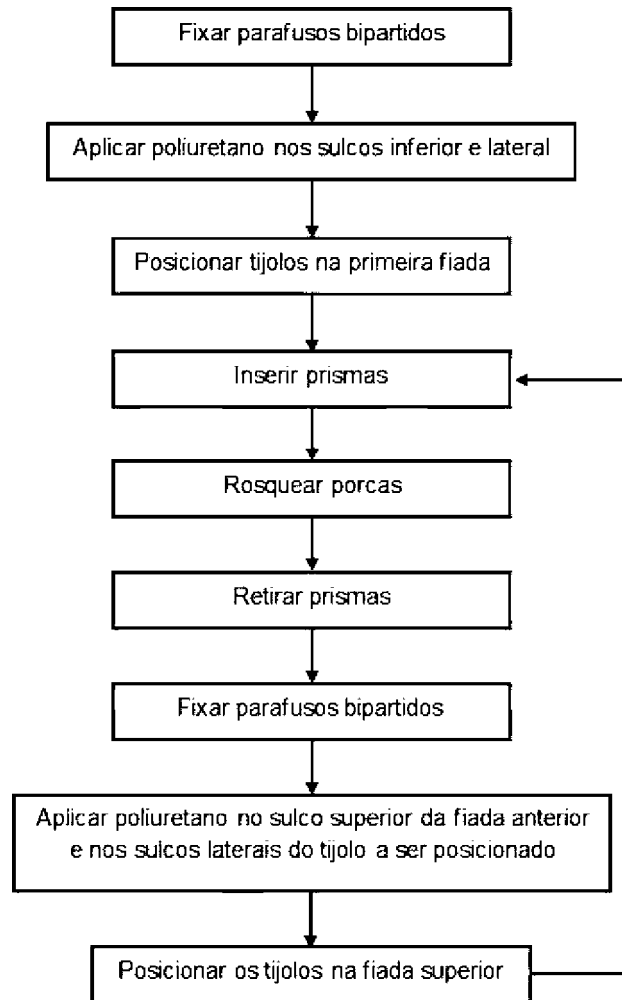 Fixar parafusos bipartidos
Aplicar poliuretano nos sulcos inferior e lateral
Posicionar tijolos na primeira fiada
Inserir prismas
Rosquear porcas
Retirar prismas
Fixar parafusos bipartidos
Aplicar poliuretano no sulco superior da fiada anterior
e nos sulcos laterais do tijolo a ser posicionado
Posicionar os tijolos na fiada superior